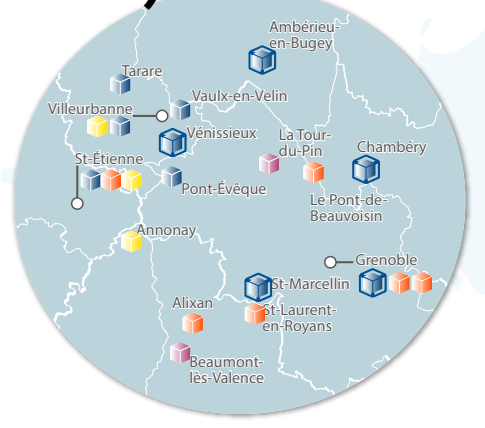 Ambérieu-
en-Bugey
Tarare
Vaulx-en-Velin
Villeurbanne
Vénissieux
La Tour-
du-Pin
Chambéry
St-Étienne
Pont-Évêque
Le Pont-de-
Beauvoisin
Annonay
Grenoble
St-Marcellin
Alixan
St-Laurent-
en-Royans
Beaumont-
lès-Valence